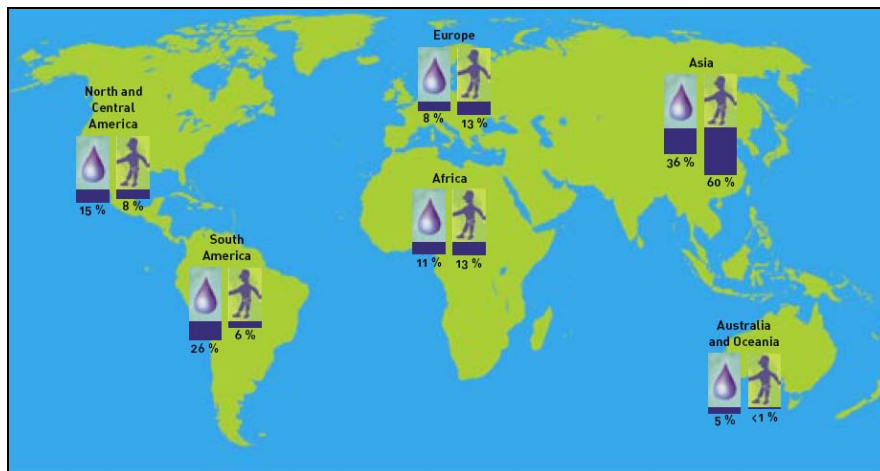 Europe
8 % 13 %
Asia
36 %
60 %
North and
Central
America
15 % 8 %
Africa
11 % 13 %
South
America
26 % 6 %
Australia
and Oceania
5 % <1 %